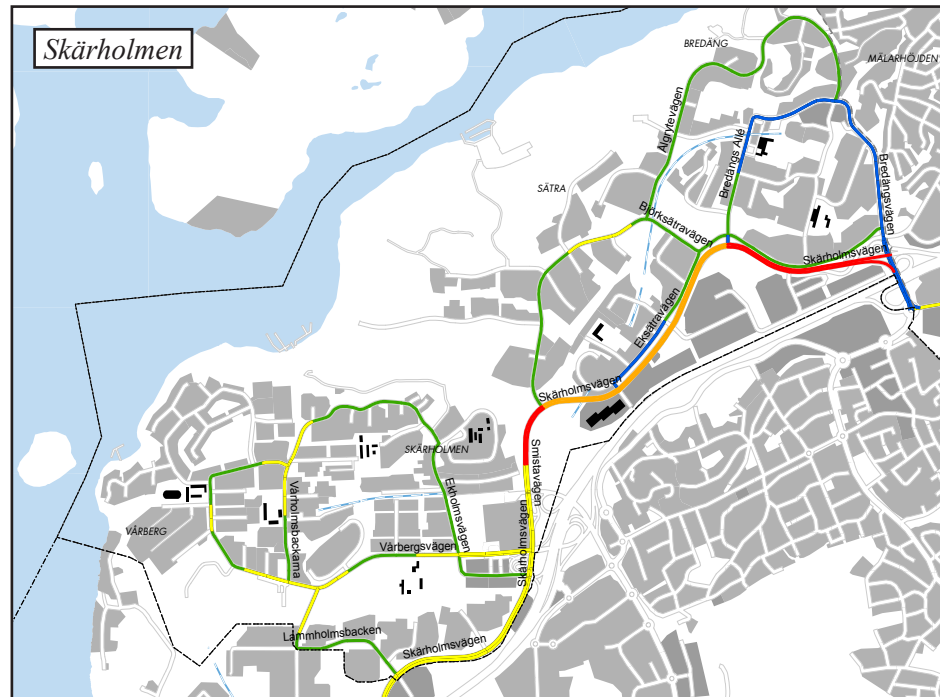 Skärholmen
BREDÄNG
MÄLARHÖJDEN
Ålgrytevägen
Bredängs Allé
Bredängsvägen
SÄTRA
Björksätravägen
Skärholmsvägen
Eksätravägen
Skärholmsvägen
SKÄRHOLMEN
Smistavägen
Ekholmsvägen
Vårholmsbackarna
Skärholmsvägen
VÅRBERG
Vårbergsvägen
Lammholmsbacken
Skärholmsvägen